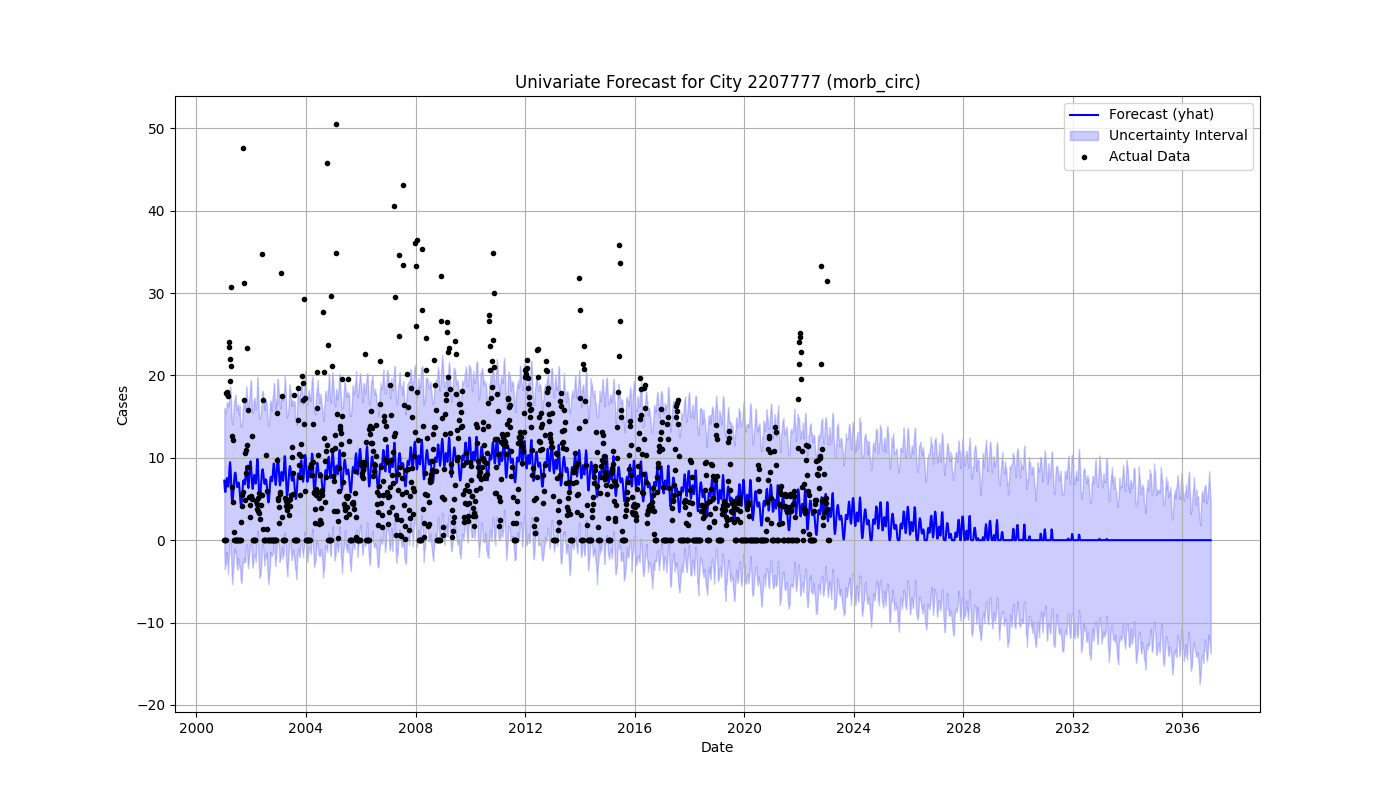 Univariate Forecast for City 2207777 (morb_circ)
Forecast (yhat)
Uncertainty Interval
Actual Data
Cases
50
40
30
20
10
0
−10
−20
2000 2004 2008 2012 2016 2020 2024 2028 2032 2036
Date